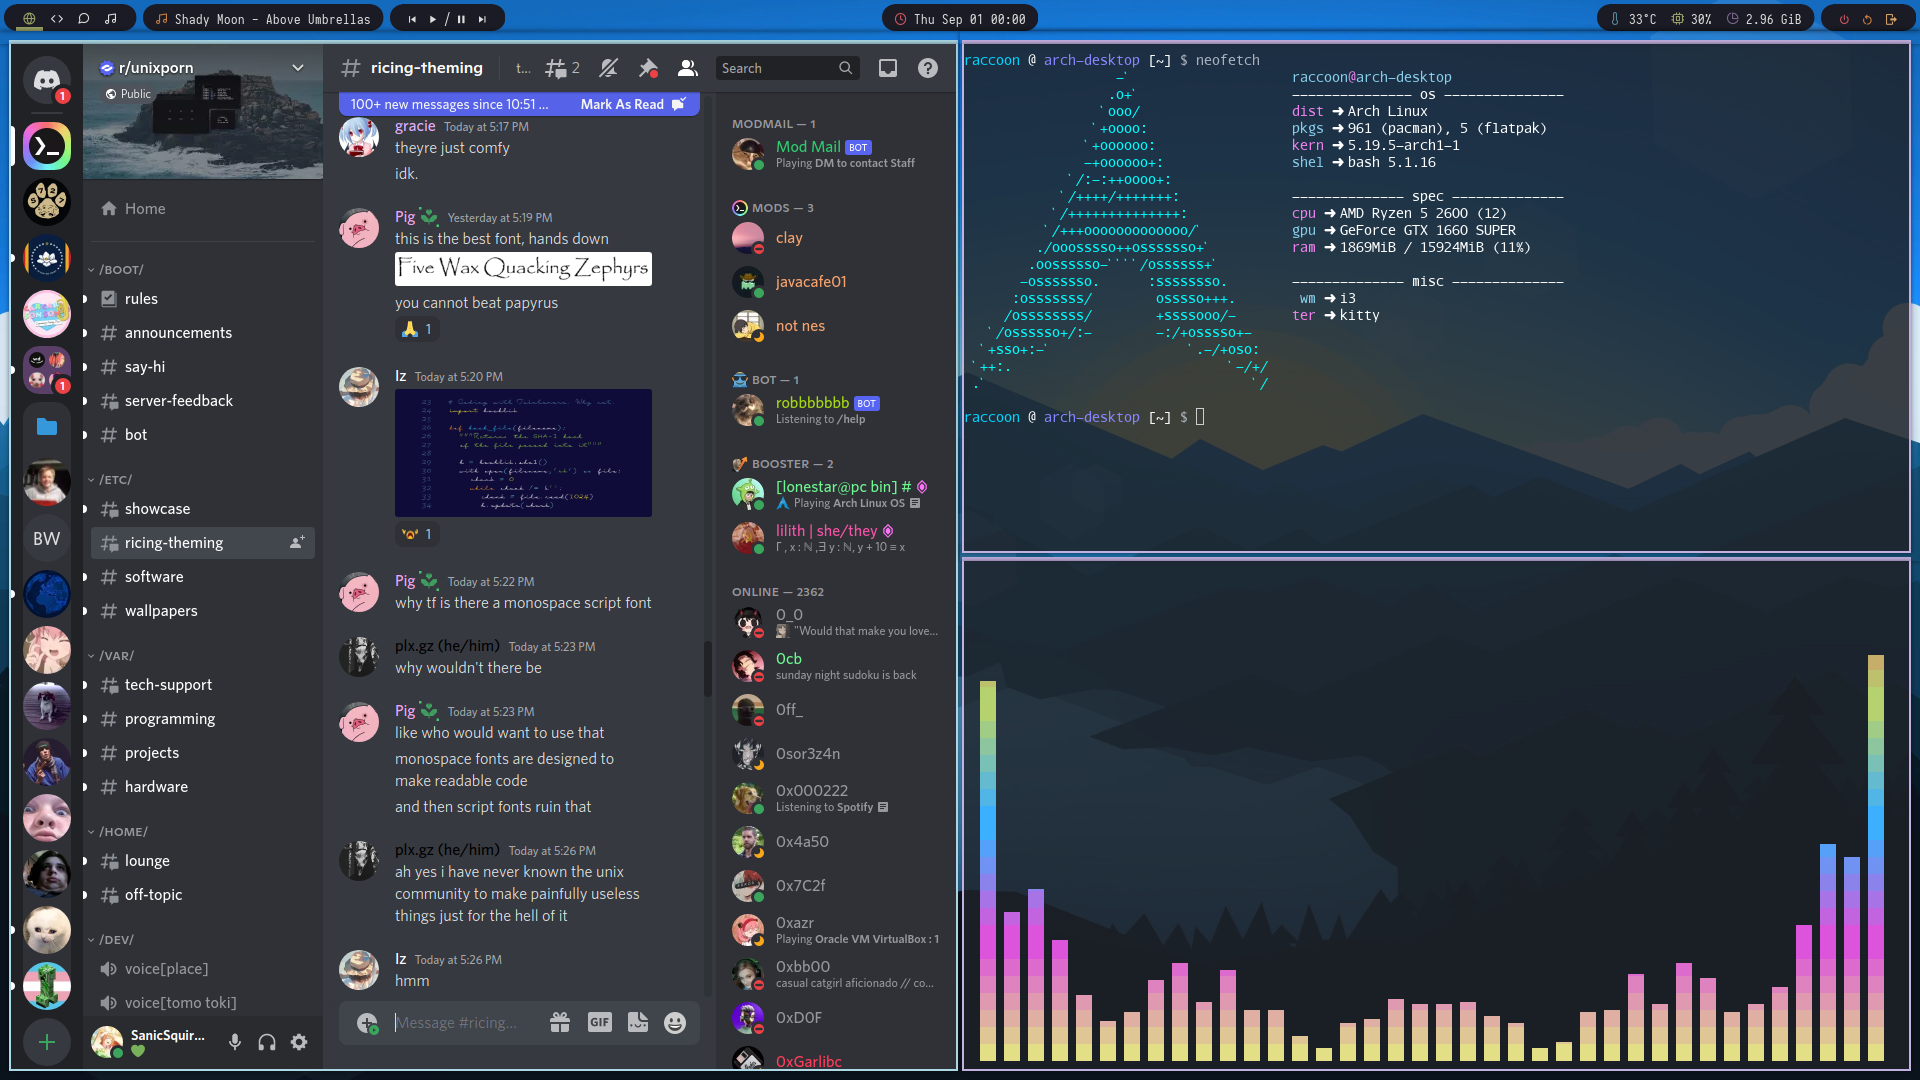 Shady Moon - Above Umbrellas
/
Thu Sep 01 00:00
33°C
30%
2.96 GiB
1
1
BW
r/unixporn
Public
Home
/BOOT/
rules
announcements
say-hi
server-feedback
bot
/ETC/
showcase
ricing-theming
software
wallpapers
/VAR/
tech-support
programming
projects
hardware
/HOME/
lounge
off-topic
/DEV/
voice[place]
voice[tomo toki]
SanicSquir...
ricing-theming
t...
2
Search
100+ new messages since 10:51 ...
Mark As Read
gracie Today at 5:17 PM
theyre just comfy
idk.
Pig Yesterday at 5:19 PM
this is the best font, hands down
Five Wax Quacking Zephyrs
you cannot beat papyrus
1
lz Today at 5:20 PM
1
Pig Today at 5:22 PM
why tf is there a monospace script font
plx.gz (he/him) Today at 5:23 PM
why wouldn't there be
Pig Today at 5:23 PM
like who would want to use that
monospace fonts are designed to
make readable code
and then script fonts ruin that
plx.gz (he/him) Today at 5:26 PM
ah yes i have never known the unix
community to make painfully useless
things just for the hell of it
lz Today at 5:26 PM
hmm
Message #ricing...
GIF
MODMAIL — 1
Mod Mail BOT
Playing DM to contact Staff
MODS — 3
clay
javacafe01
not nes
BOT — 1
robbbbbbb BOT
Listening to /help
BOOSTER — 2
[lonestar@pc bin] #
Playing Arch Linux OS
lilith | she/they
Γ , x : ℕ ,∃ y : ℕ, y + 10 ≡ x
ONLINE — 2362
0_0
"Would that make you love...
0cb
sunday night sudoku is back
0ff_
0sor3z4n
0x000222
Listening to Spotify
0x4a50
0x7C2f
0xazr
Playing Oracle VM VirtualBox : 1
0xbb00
casual catgirl aficionado // co...
0xD0F
0xGarlibc
raccoon @ arch-desktop [~] $ neofetch
raccoon@arch-desktop
--------------- os ---------------
dist ➜ Arch Linux
pkgs ➜ 961 (pacman), 5 (flatpak)
kern ➜ 5.19.5-arch1-1
shel ➜ bash 5.1.16
-------------- spec --------------
cpu ➜ AMD Ryzen 5 2600 (12)
gpu ➜ GeForce GTX 1660 SUPER
ram ➜ 1869MiB / 15924MiB (11%)
-------------- misc --------------
wm ➜ i3
ter ➜ kitty
raccoon @ arch-desktop [~] $